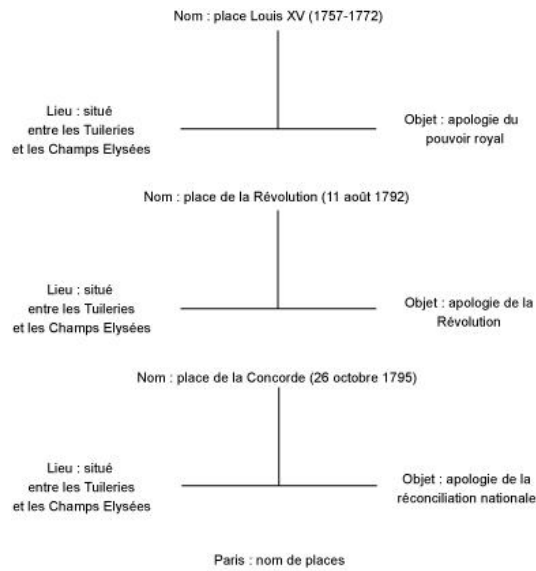 Nom : place Louis XV (1757-1772)
Lieu : situé
entre les Tuileries
et les Champs Elysées
Objet : apologie du
pouvoir royal
Nom : place de la Révolution (11 août 1792)
Lieu : situé
entre les Tuileries
et les Champs Elysées
Objet : apologie de la
Révolution
Nom : place de la Concorde (26 octobre 1795)
Lieu : situé
entre les Tuileries
et les Champs Elysées
Objet : apologie de la
réconciliation nationale
Paris : nom de places